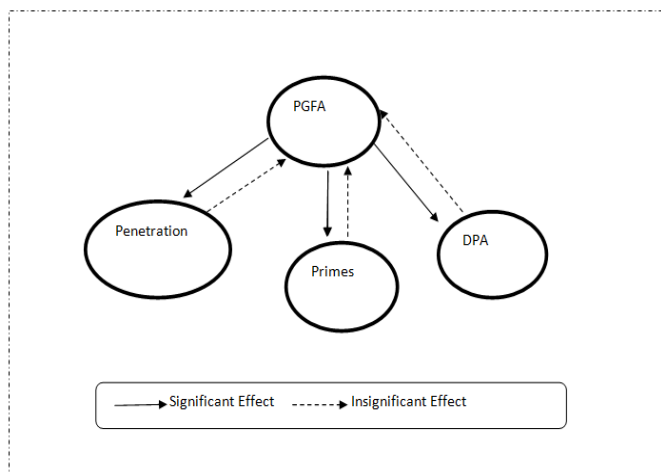 PGFA
Penetration
Primes
DPA
Significant Effect Insignificant Effect